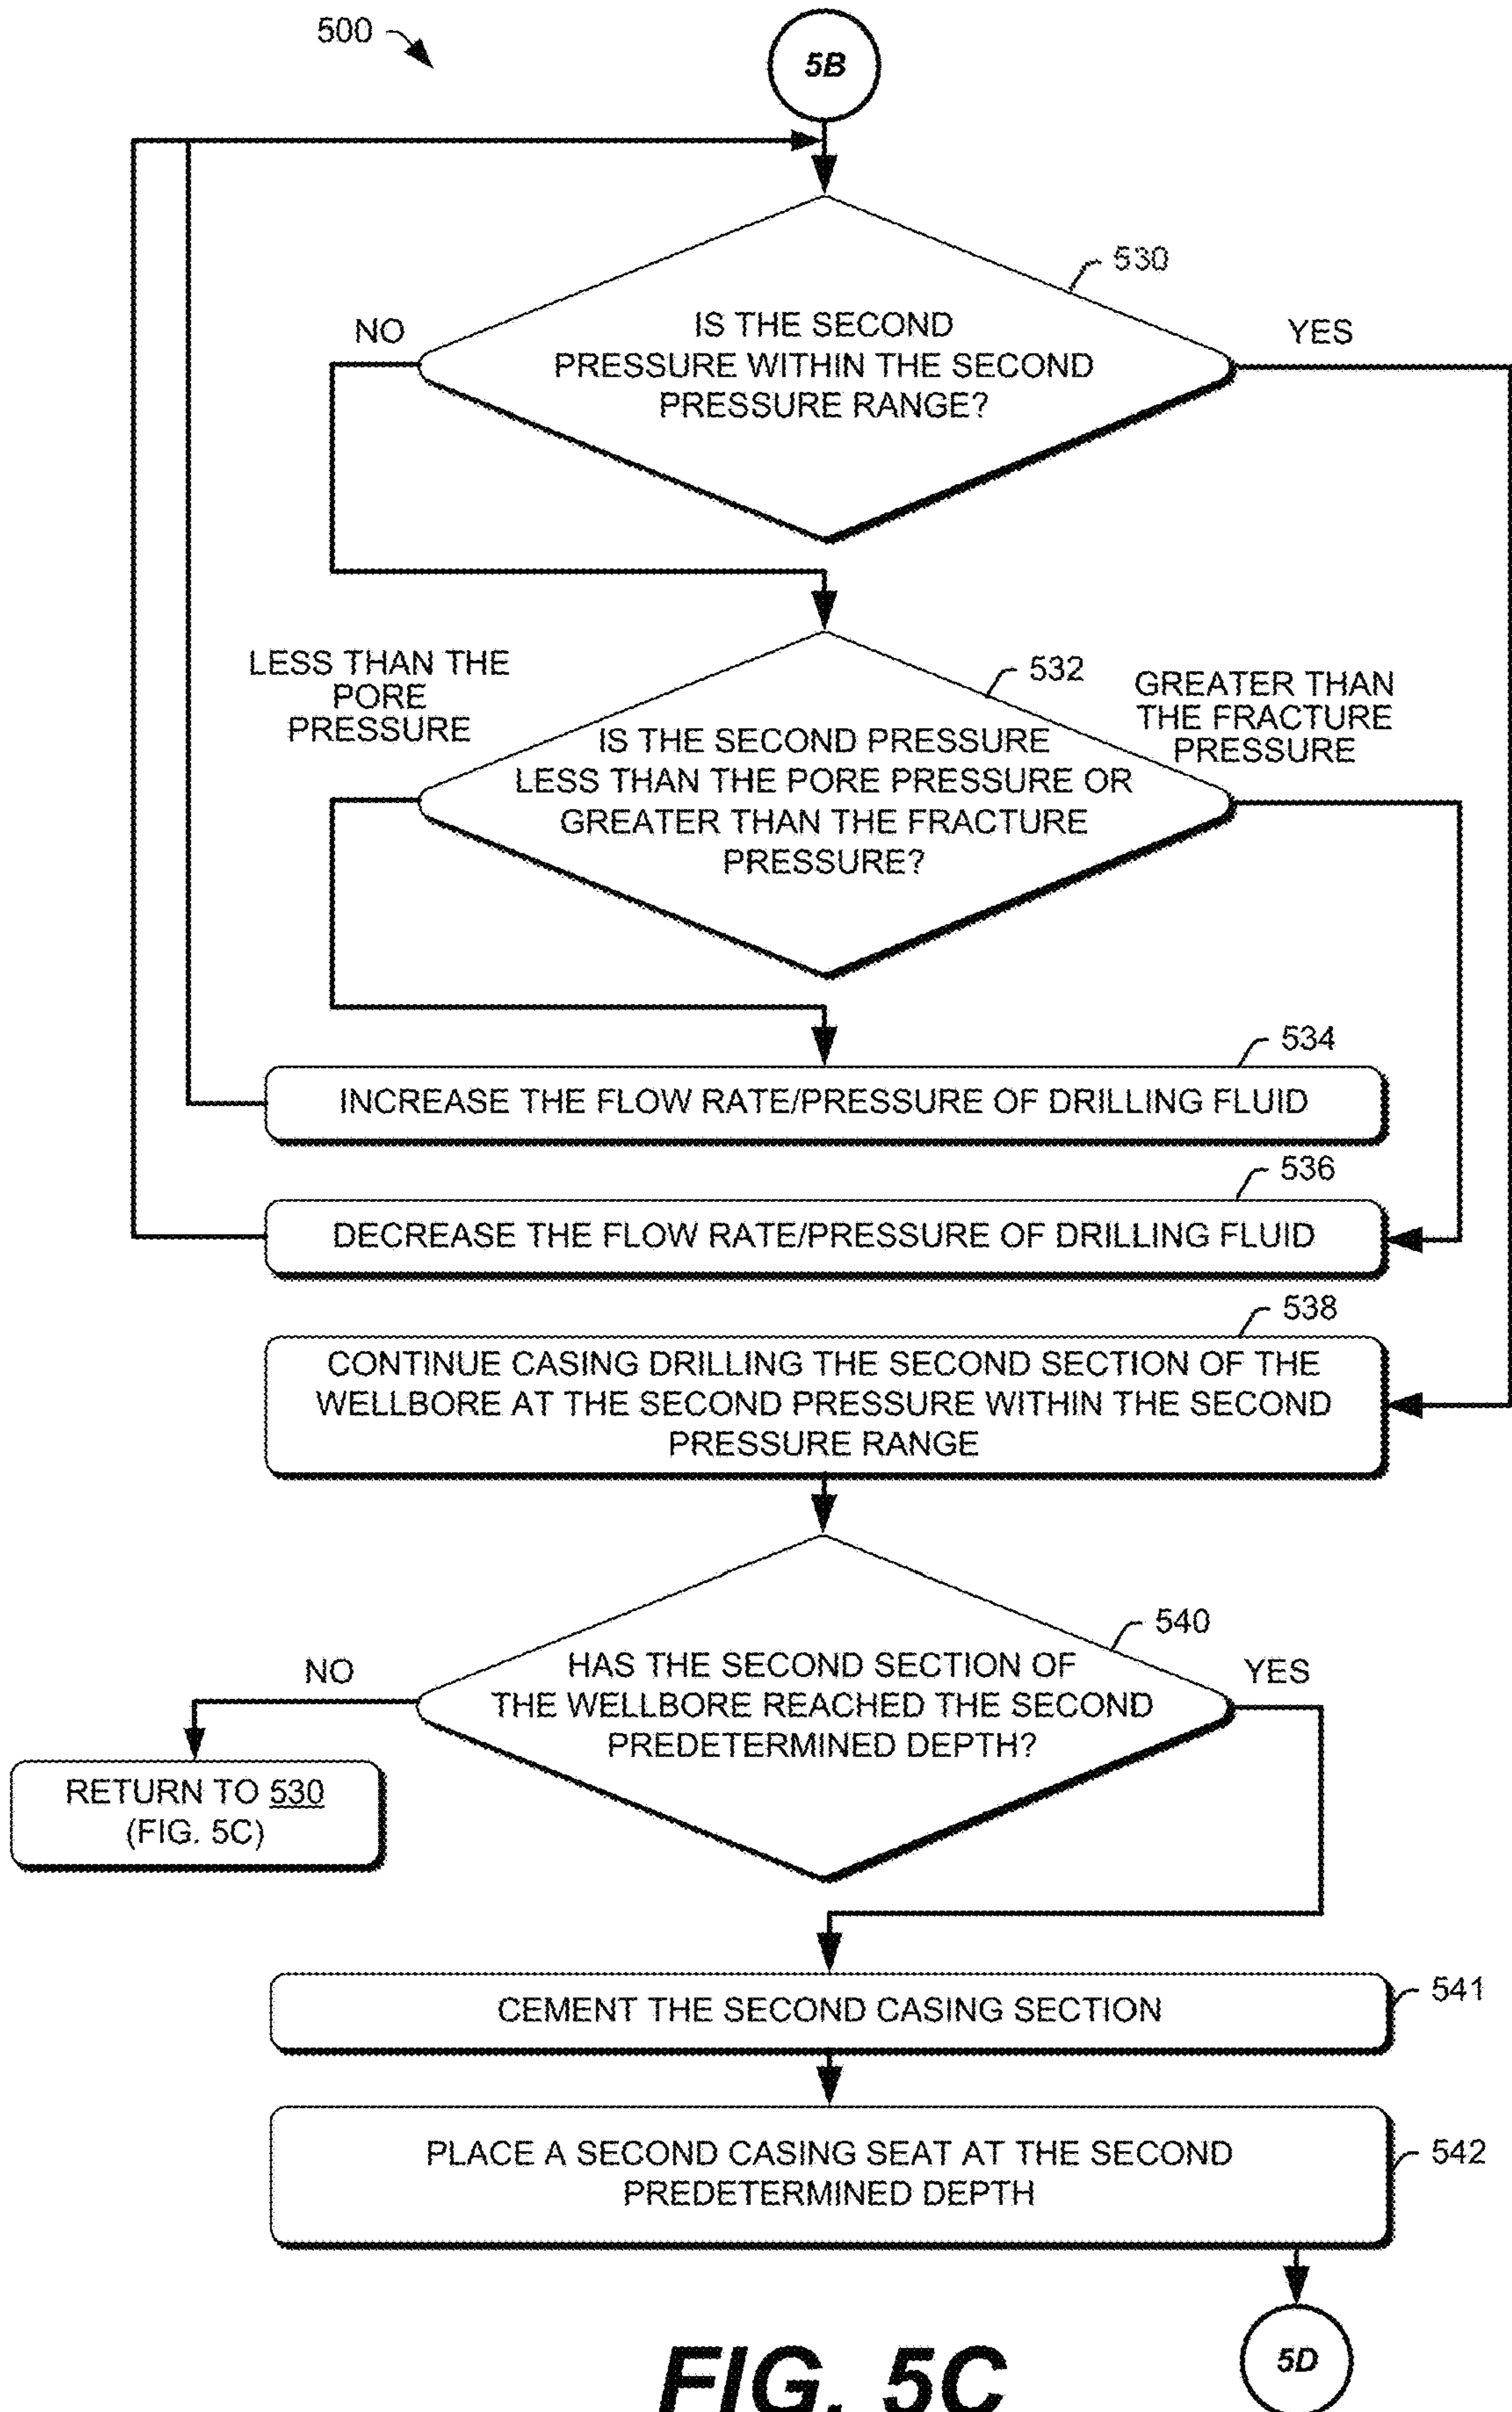 500
5B
530
NO
YES
IS THE SECOND
PRESSURE WITHIN THE SECOND
PRESSURE RANGE?
LESS THAN THE
PORE
PRESSURE
532
GREATER THAN
THE FRACTURE
PRESSURE
IS THE SECOND PRESSURE
LESS THAN THE PORE PRESSURE OR
GREATER THAN THE FRACTURE
PRESSURE?
534
INCREASE THE FLOW RATE/PRESSURE OF DRILLING FLUID
536
DECREASE THE FLOW RATE/PRESSURE OF DRILLING FLUID
538
CONTINUE CASING DRILLING THE SECOND SECTION OF THE
WELLBORE AT THE SECOND PRESSURE WITHIN THE SECOND
PRESSURE RANGE
540
NO
YES
HAS THE SECOND SECTION OF
THE WELLBORE REACHED THE SECOND
PREDETERMINED DEPTH?
RETURN TO 530
(FIG. 5C)
541
CEMENT THE SECOND CASING SECTION
542
PLACE A SECOND CASING SEAT AT THE SECOND
PREDETERMINED DEPTH
5D
FIG. 5C